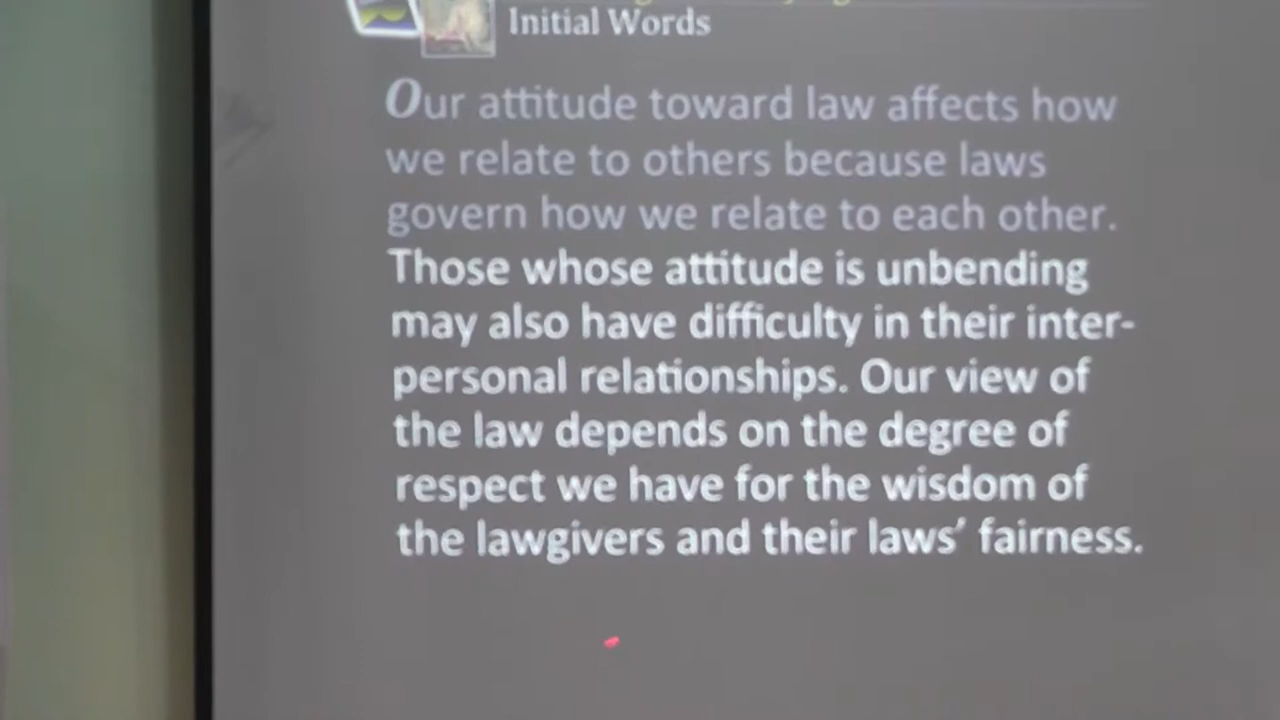 Initial Words
Our attitude toward law affects how
we relate to others because laws
govern how we relate to each other.
Those whose attitude is unbending
may also have difficulty in their inter-
personal relationships. Our view of
the law depends on the degree of
respect we have for the wisdom of
the lawgivers and their laws’ fairness.